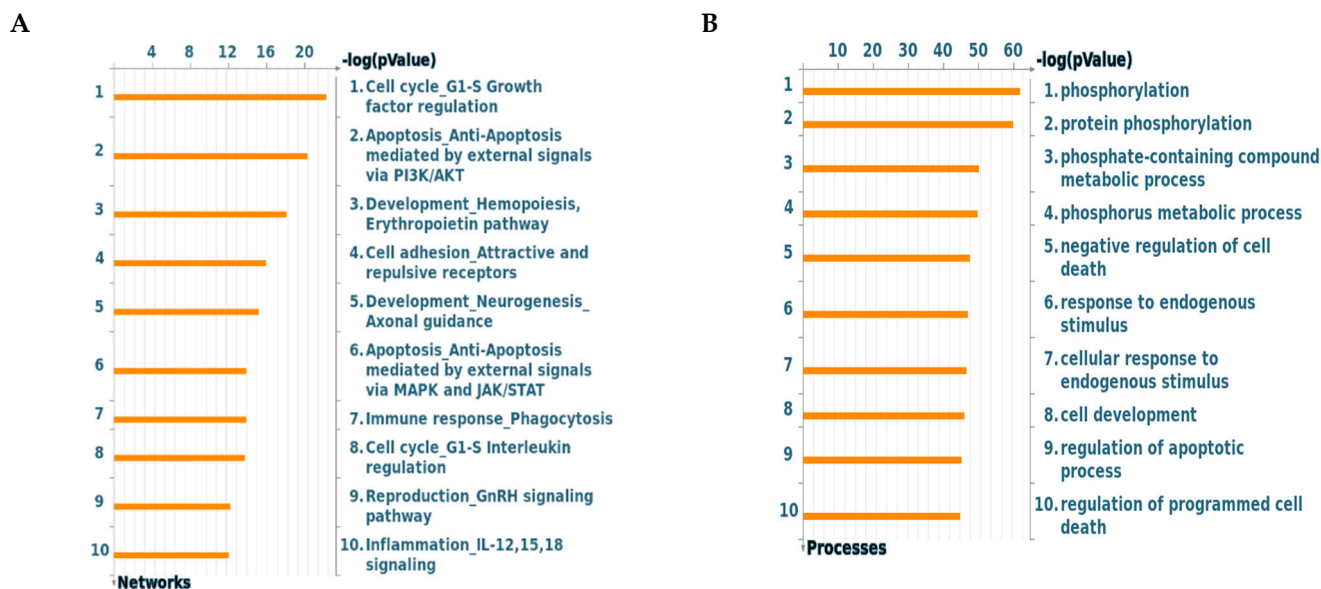 A
4 8 12 16 20
-log(pValue)
1
2
3
4
5
6
7
8
9
10
Networks
1. Cell cycle_G1-S Growth
factor regulation
2. Apoptosis_Anti-Apoptosis
mediated by external signals
via PI3K/AKT
3. Development_Hemopoiesis,
Erythropoietin pathway
4. Cell adhesion_Attractive and
repulsive receptors
5. Development_Neurogenesis_
Axonal guidance
6. Apoptosis_Anti-Apoptosis
mediated by external signals
via MAPK and JAK/STAT
7. Immune response_Phagocytosis
8. Cell cycle_G1-S Interleukin
regulation
9. Reproduction_GnRH signaling
pathway
10. Inflammation_IL-12,15,18
signaling
B
10 20 30 40 50 60
-log(pValue)
1
2
3
4
5
6
7
8
9
10
Processes
1. phosphorylation
2. protein phosphorylation
3. phosphate-containing compound
metabolic process
4. phosphorus metabolic process
5. negative regulation of cell
death
6. response to endogenous
stimulus
7. cellular response to
endogenous stimulus
8. cell development
9. regulation of apoptotic
process
10. regulation of programmed cell
death